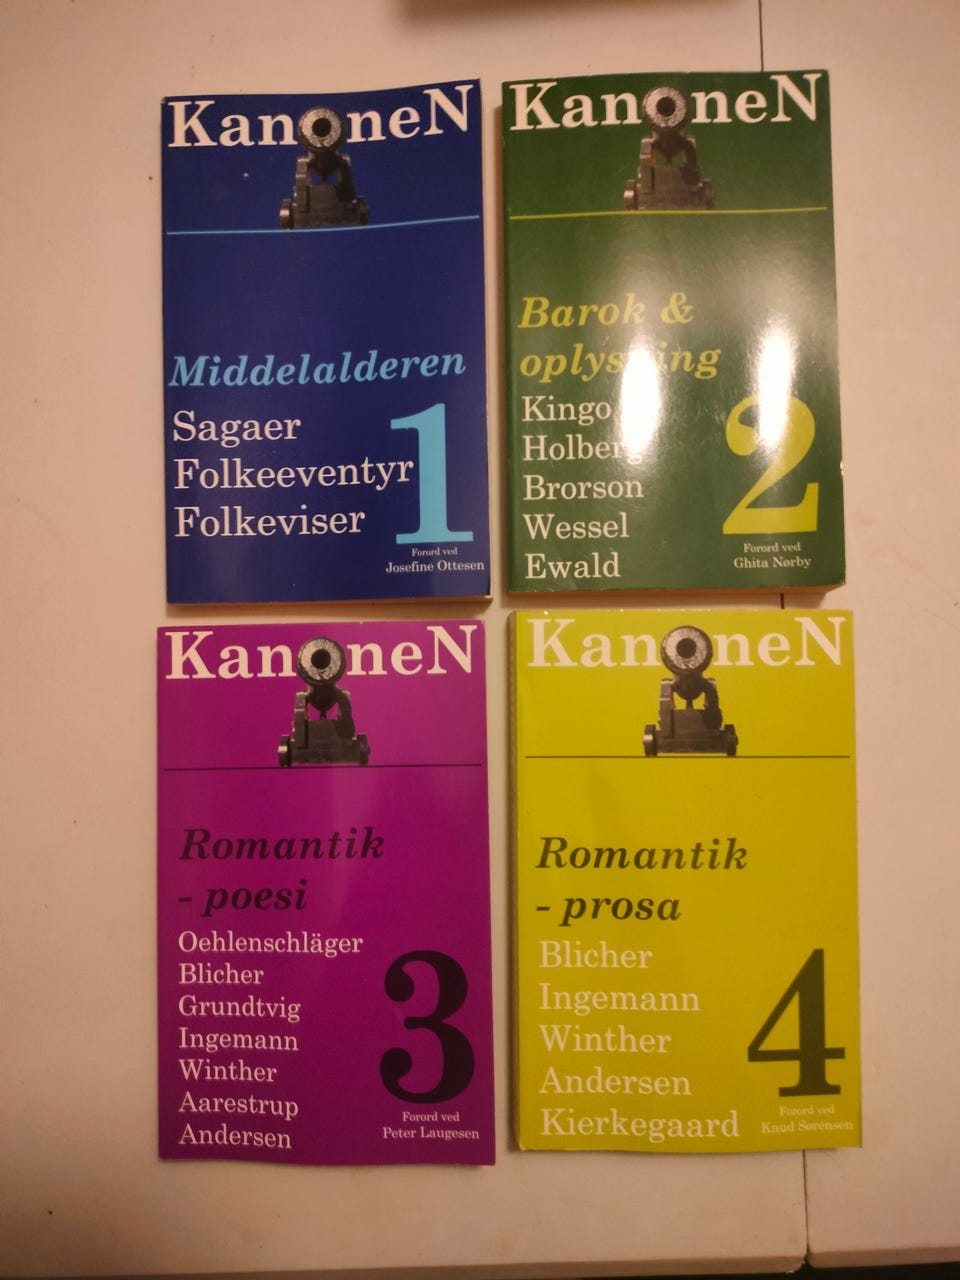 KanoneN
Middelalderen
Sagaer
Folkeeventyr
Folkeviser
1
Forord ved
Josefine Ottesen
KanoneN
Barok &
oplysning
Kingo
Holberg
Brorson
Wessel
Ewald
2
Forord ved
Ghita Nørby
KanoneN
Romantik
- poesi
Oehlenschläger
Blicher
Grundtvig
Ingemann
Winther
Aarestrup
Andersen
3
Forord ved
Peter Laugesen
KanoneN
Romantik
- prosa
Blicher
Ingemann
Winther
Andersen
Kierkegaard
4
Forord ved
Knud Sørensen